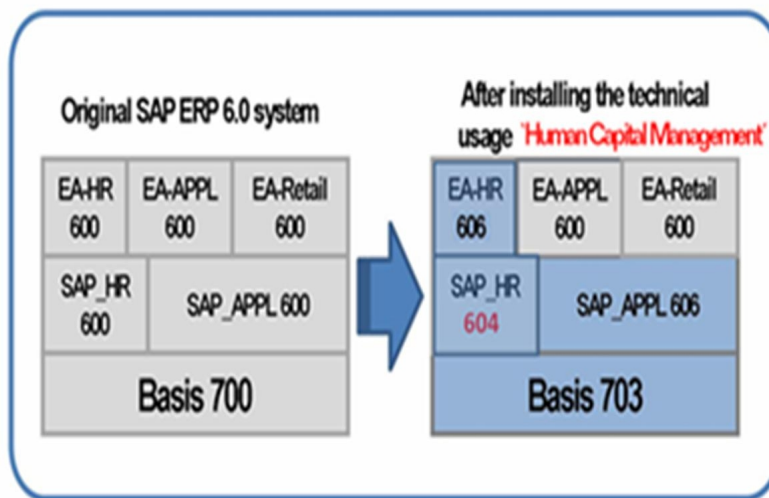 Original SAP ERP 6.0 system
EA-HR
600
EA-APPL
600
EA-Retail
600
SAP_HR
600
SAP_APPL 600
Basis 700
After installing the technical
usage "Human Capital Management"
EA-HR
606
EA-APPL
600
EA-Retail
600
SAP_HR
604
SAP_APPL 606
Basis 703